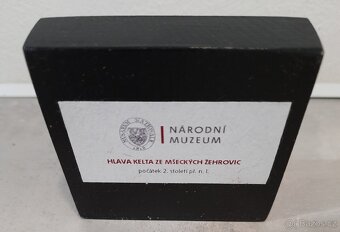 NÁRODNÍ
MUZEUM
HLAVA KELTA ZE MŠECKÝCH ŽEHROVIC
počátek 2. století př. n. l.